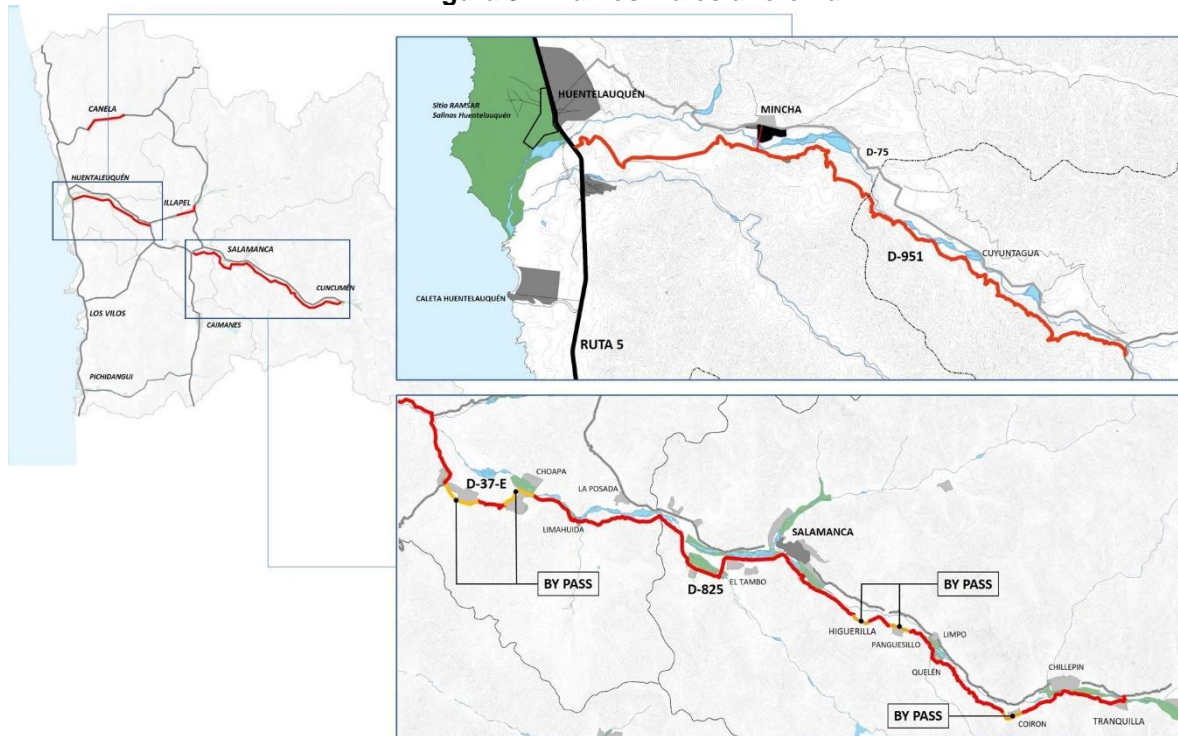 CANELA
HUENTALEUQUÉN
ILLAPEL
SALAMANCA
CUNCUMÉN
LOS VILOS
CAIMANES
PICHIDANGUI
Sitio RAMSAR
Salinas Huentelauquén
HUENTELAUQUÉN
MINCHA
D-75
D-951
CUYUNTAGUA
CALETA HUENTELAUQUÉN
RUTA 5
D-37-E
CHOAPA
LA POSADA
LIMAHUIDA
SALAMANCA
BY PASS
D-825
EL TAMBO
BY PASS
HIGUERILLA
PANGUESILLO
LIMPO
QUELÉN
CHILLEPIN
BY PASS
COIRON
TRANQUILLA